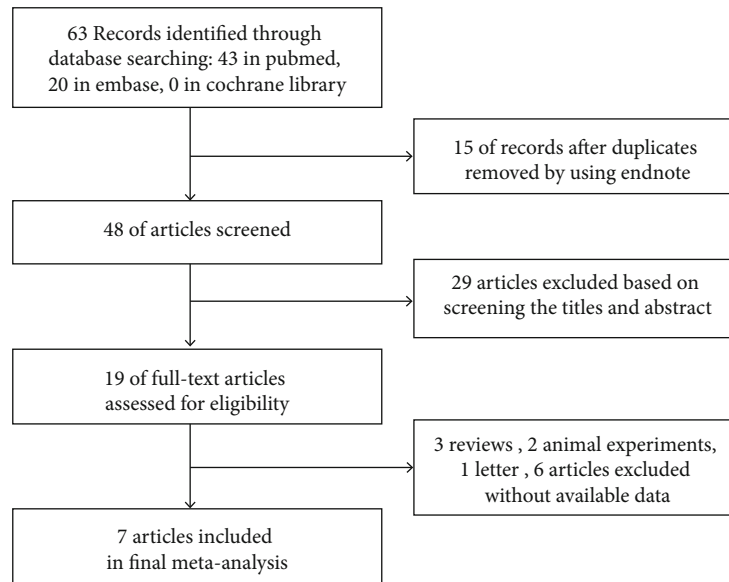 63 Records identified through
database searching: 43 in pubmed,
20 in embase, 0 in cochrane library
15 of records after duplicates
removed by using endnote
48 of articles screened
29 articles excluded based on
screening the titles and abstract
19 of full-text articles
assessed for eligibility
3 reviews , 2 animal experiments,
1 letter , 6 articles excluded
without available data
7 articles included
in final meta-analysis